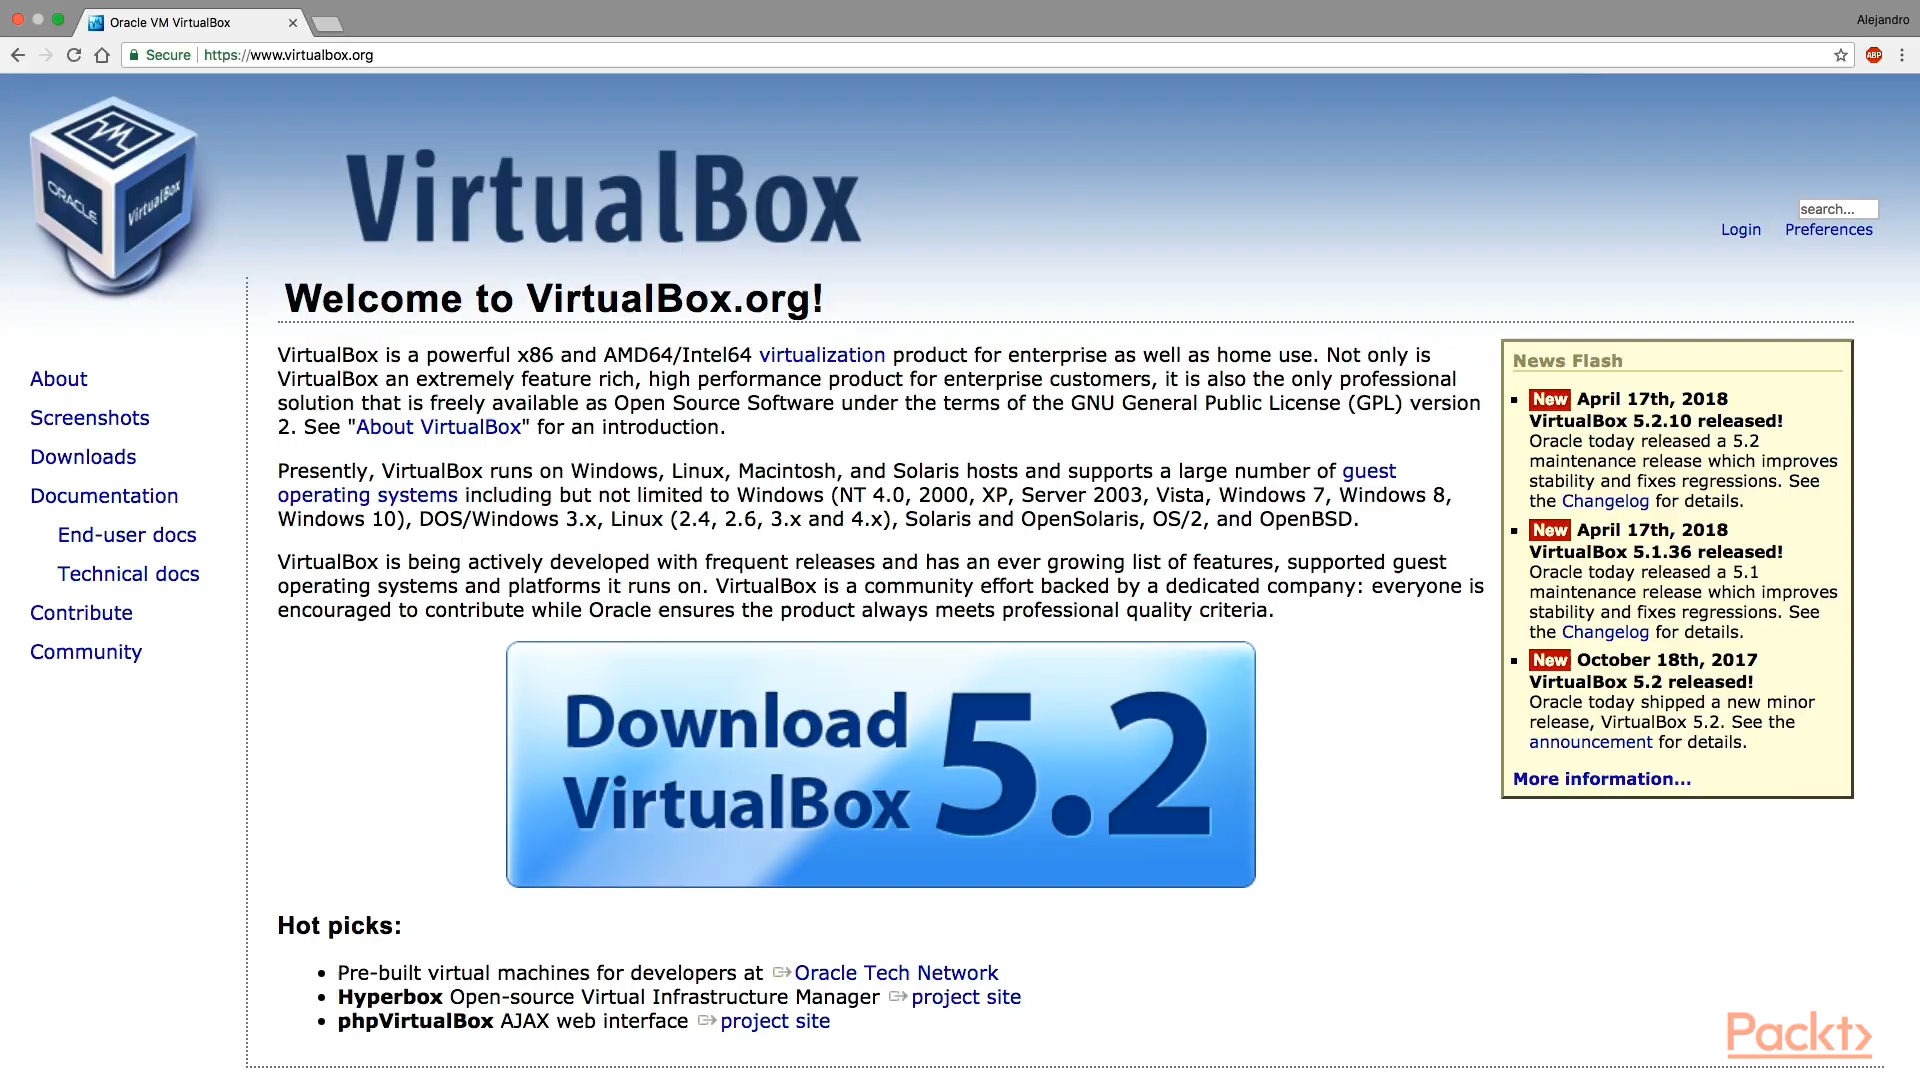 Oracle VM VirtualBox
Alejandro
Secure
https://www.virtualbox.org
ABP
ORACLE
VirtualBox
VM
VirtualBox
search...
Login
Preferences
About
Screenshots
Downloads
Documentation
End-user docs
Technical docs
Contribute
Community
Welcome to VirtualBox.org!
VirtualBox is a powerful x86 and AMD64/Intel64 virtualization product for enterprise as well as home use. Not only is
VirtualBox an extremely feature rich, high performance product for enterprise customers, it is also the only professional
solution that is freely available as Open Source Software under the terms of the GNU General Public License (GPL) version
2. See "About VirtualBox" for an introduction.
Presently, VirtualBox runs on Windows, Linux, Macintosh, and Solaris hosts and supports a large number of guest
operating systems including but not limited to Windows (NT 4.0, 2000, XP, Server 2003, Vista, Windows 7, Windows 8,
Windows 10), DOS/Windows 3.x, Linux (2.4, 2.6, 3.x and 4.x), Solaris and OpenSolaris, OS/2, and OpenBSD.
VirtualBox is being actively developed with frequent releases and has an ever growing list of features, supported guest
operating systems and platforms it runs on. VirtualBox is a community effort backed by a dedicated company: everyone is
encouraged to contribute while Oracle ensures the product always meets professional quality criteria.
Download
VirtualBox
5.2
Hot picks:
• Pre-built virtual machines for developers at Oracle Tech Network
• Hyperbox Open-source Virtual Infrastructure Manager project site
• phpVirtualBox AJAX web interface project site
News Flash
New April 17th, 2018
VirtualBox 5.2.10 released!
Oracle today released a 5.2
maintenance release which improves
stability and fixes regressions. See
the Changelog for details.
New April 17th, 2018
VirtualBox 5.1.36 released!
Oracle today released a 5.1
maintenance release which improves
stability and fixes regressions. See
the Changelog for details.
New October 18th, 2017
VirtualBox 5.2 released!
Oracle today shipped a new minor
release, VirtualBox 5.2. See the
announcement for details.
More information...
Packt>